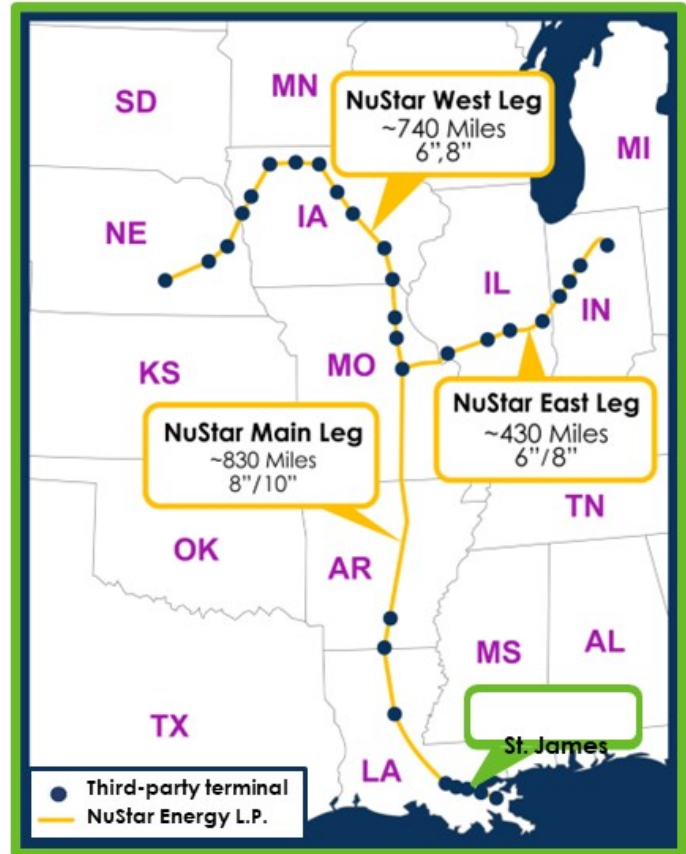 MN
SD
NuStar West Leg
~740 Miles
6”,8”
MI
NE
IA
IL
IN
KS
MO
NuStar East Leg
~430 Miles
6”/8”
NuStar Main Leg
~830 Miles
8”/10”
TN
OK
AR
MS
AL
TX
St. James
LA
Third-party terminal
NuStar Energy L.P.